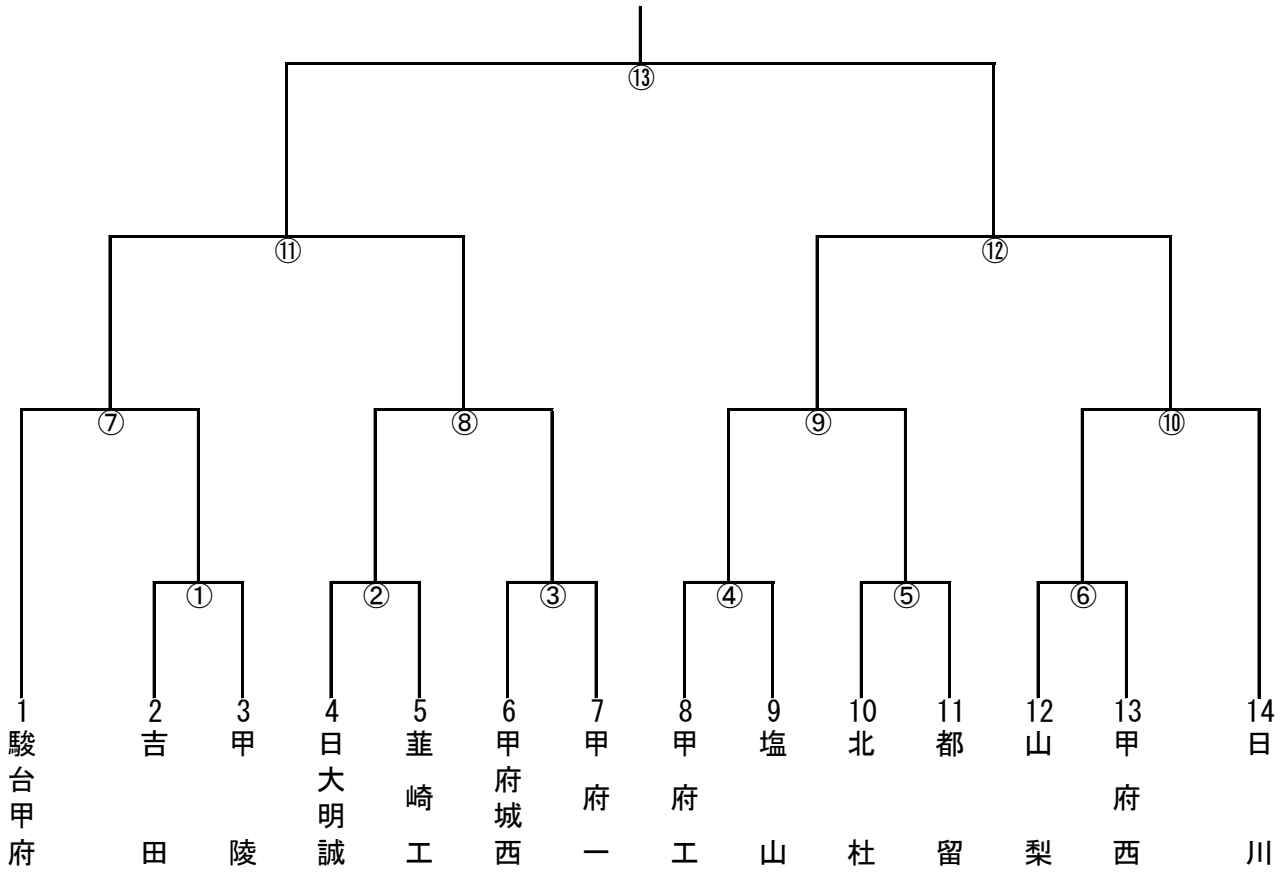 ⑬
⑪ ⑫
⑦ ⑧ ⑨ ⑩
① ② ③ ④ ⑤ ⑥
1 2 3 4 5 6 7 8 9 10 11 12 13 14
駿台甲府
吉田
甲陵
日大明誠
韮崎工
甲府城西
甲府一
甲府工
塩山
北杜
都留
山梨
甲府西
日川